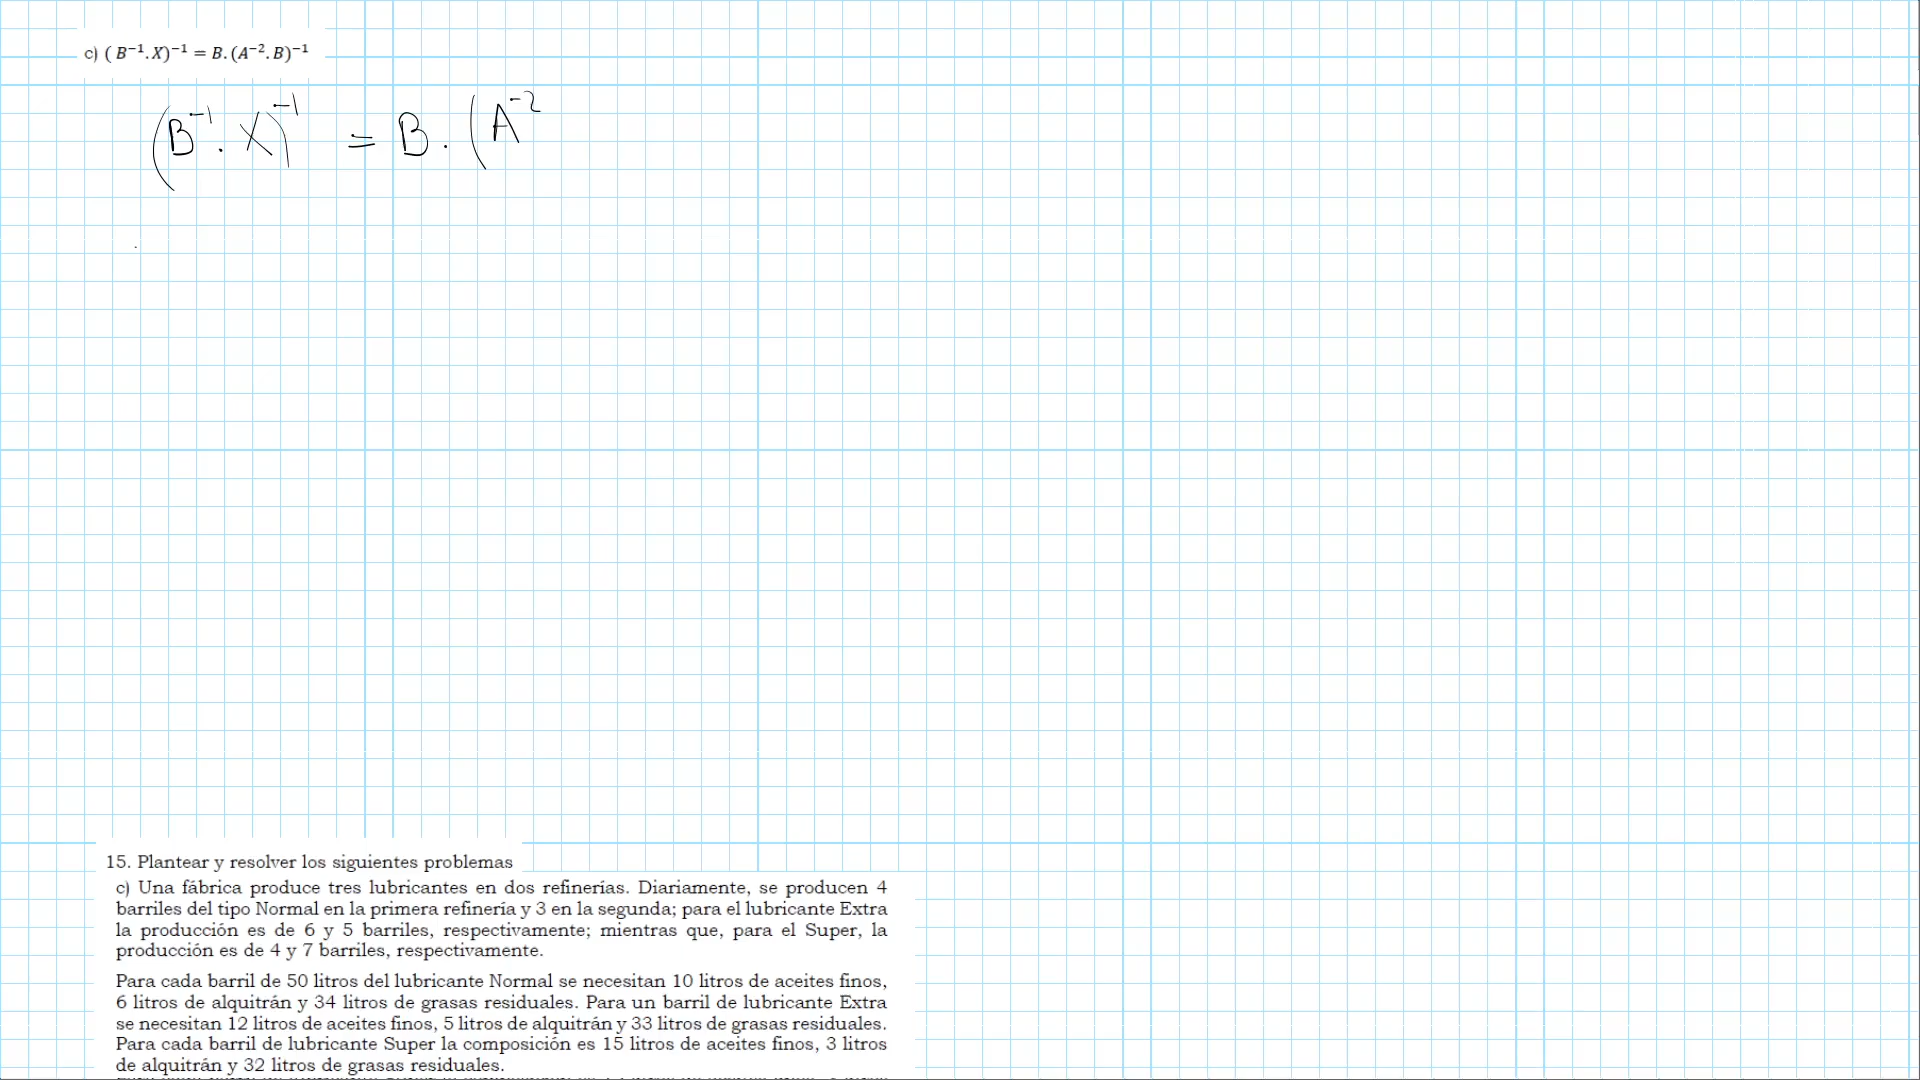 c) ( B⁻¹.X)⁻¹ = B.(A⁻².B)⁻¹
(B⁻¹. X)⁻¹ = B. (A⁻²
15. Plantear y resolver los siguientes problemas
c) Una fábrica produce tres lubricantes en dos refinerías. Diariamente, se producen 4
barriles del tipo Normal en la primera refinería y 3 en la segunda; para el lubricante Extra
la producción es de 6 y 5 barriles, respectivamente; mientras que, para el Super, la
producción es de 4 y 7 barriles, respectivamente.
Para cada barril de 50 litros del lubricante Normal se necesitan 10 litros de aceites finos,
6 litros de alquitrán y 34 litros de grasas residuales. Para un barril de lubricante Extra
se necesitan 12 litros de aceites finos, 5 litros de alquitrán y 33 litros de grasas residuales.
Para cada barril de lubricante Super la composición es 15 litros de aceites finos, 3 litros
de alquitrán y 32 litros de grasas residuales.